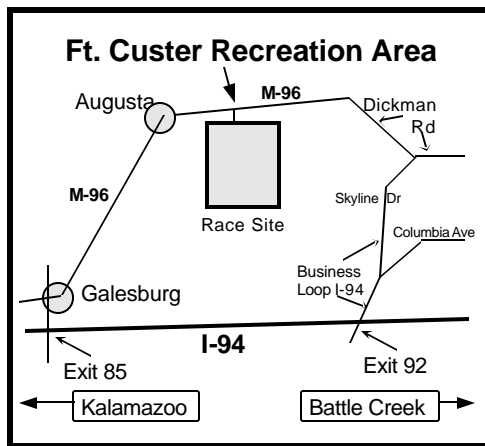 Ft. Custer Recreation Area
M-96
Augusta
Dickman
Rd
M-96
Skyline Dr
Race Site
Columbia Ave
Business
Loop I-94
Galesburg
I-94
Exit 85
Exit 92
Kalamazoo
Battle Creek